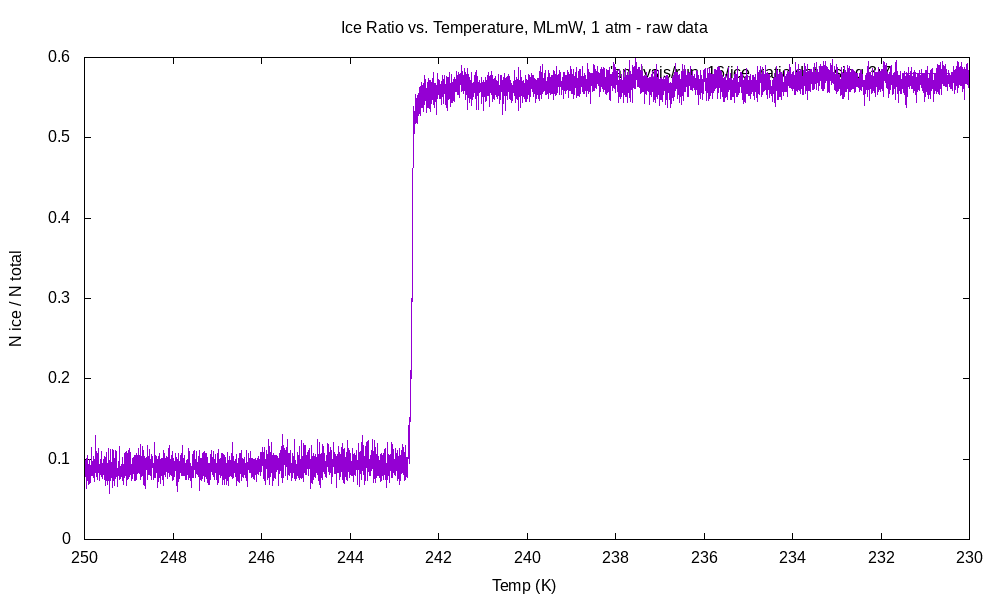 Ice Ratio vs. Temperature, MLmW, 1 atm - raw data
0.6
0.5
0.4
0.3
0.2
0.1
0
N ice / N total
250 248 246 244 242 240 238 236 234 232 230
Temp (K)